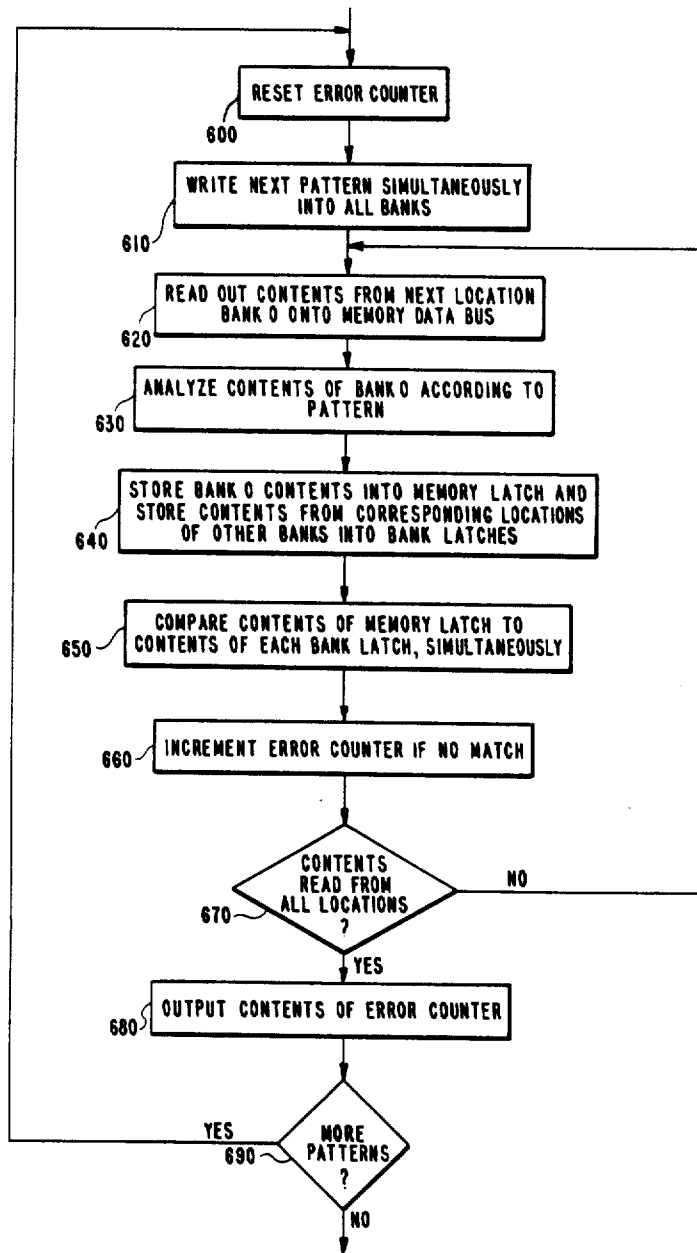 RESET ERROR COUNTER
600
WRITE NEXT PATTERN SIMULTANEOUSLY
INTO ALL BANKS
610
READ OUT CONTENTS FROM NEXT LOCATION
BANK 0 ONTO MEMORY DATA BUS
620
ANALYZE CONTENTS OF BANK 0 ACCORDING TO
PATTERN
630
STORE BANK 0 CONTENTS INTO MEMORY LATCH AND
STORE CONTENTS FROM CORRESPONDING LOCATIONS
OF OTHER BANKS INTO BANK LATCHES
640
COMPARE CONTENTS OF MEMORY LATCH TO
CONTENTS OF EACH BANK LATCH, SIMULTANEOUSLY
650
INCREMENT ERROR COUNTER IF NO MATCH
660
CONTENTS
READ FROM
ALL LOCATIONS
?
670
NO
YES
OUTPUT CONTENTS OF ERROR COUNTER
680
YES
MORE
PATTERNS
?
690
NO